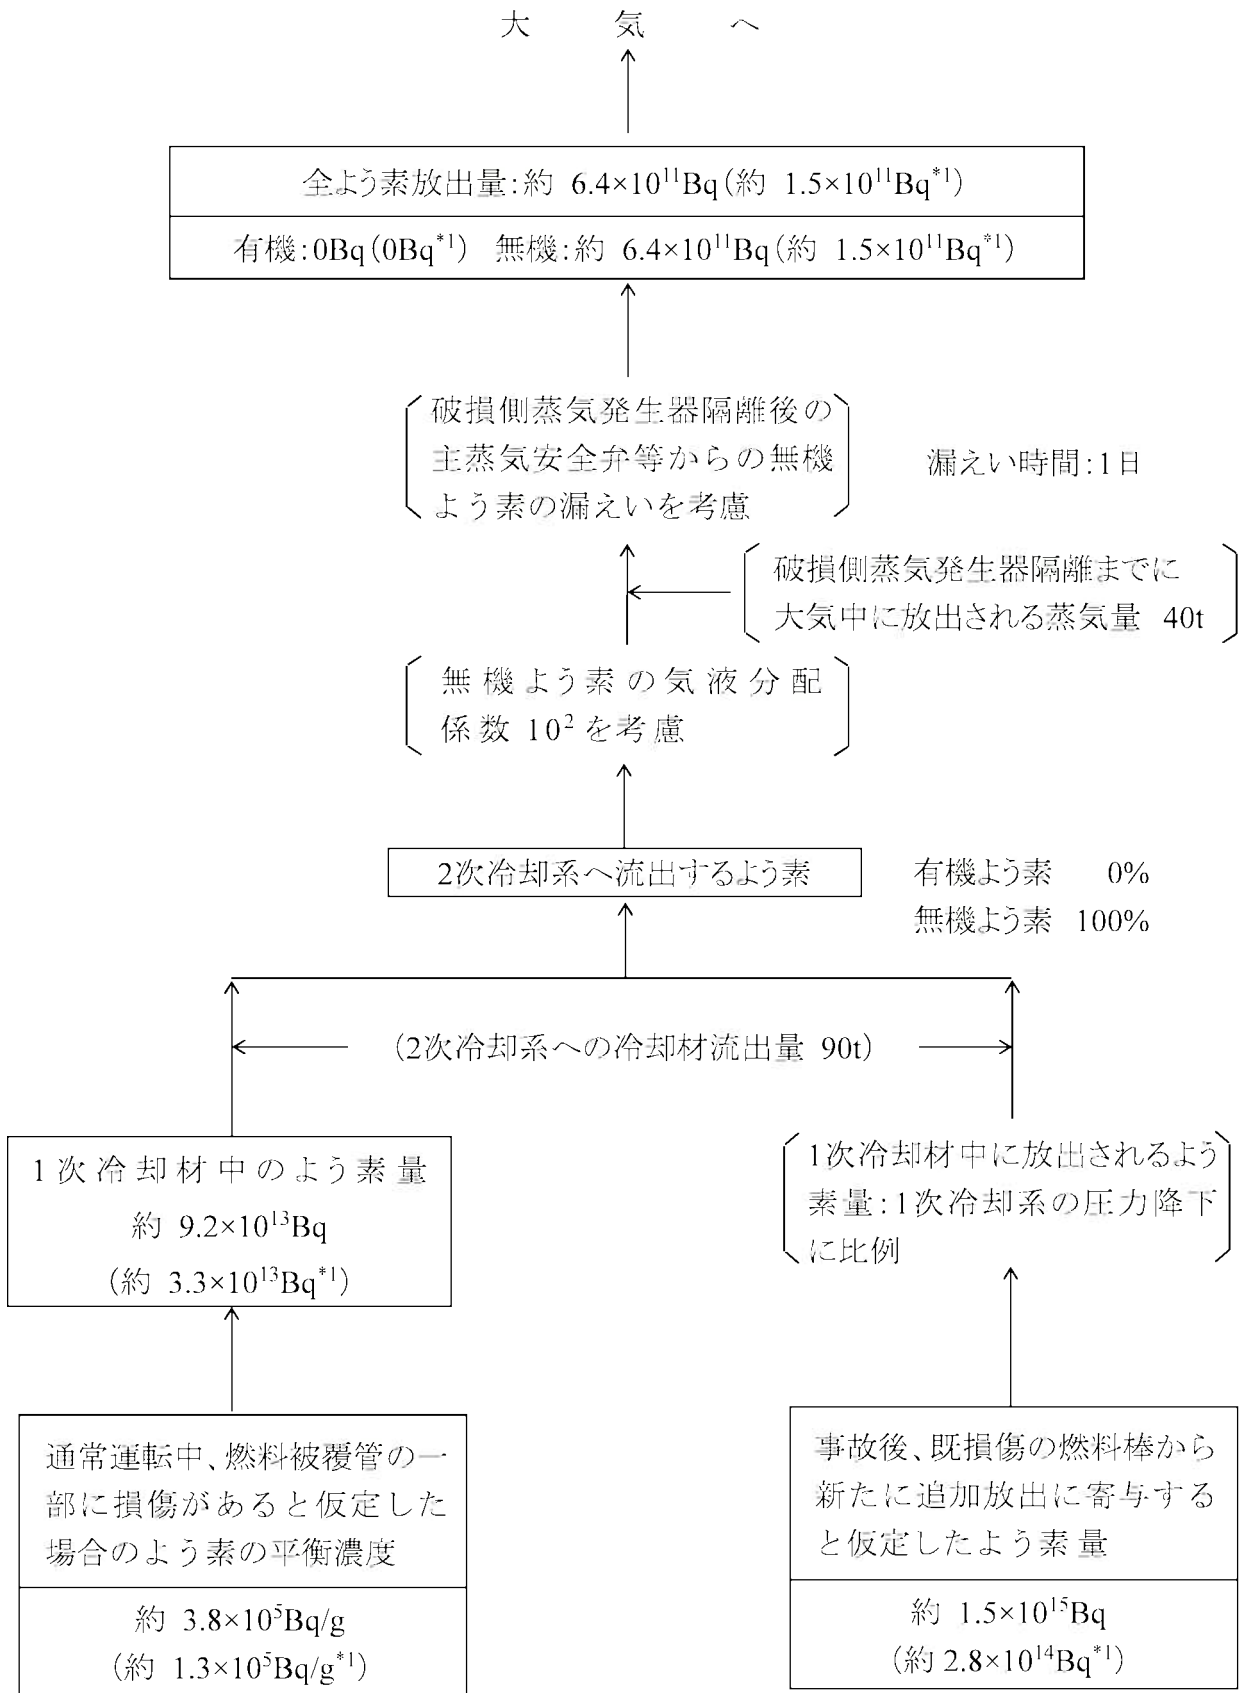 大気へ
全よう素放出量:約 6.4×10¹¹Bq(約 1.5×10¹¹Bq*¹)
有機:0Bq(0Bq*¹) 無機:約 6.4×10¹¹Bq(約 1.5×10¹¹Bq*¹)
破損側蒸気発生器隔離後の
主蒸気安全弁等からの無機
よう素の漏えいを考慮
漏えい時間:1日
破損側蒸気発生器隔離までに
大気中に放出される蒸気量 40t
無機よう素の気液分配
係数 10²を考慮
2次冷却系へ流出するよう素
有機よう素 0%
無機よう素 100%
(2次冷却系への冷却材流出量 90t)
1次冷却材中のよう素量
約 9.2×10¹³Bq
(約 3.3×10¹³Bq*¹)
1次冷却材中に放出されるよう
素量:1次冷却系の圧力降下
に比例
通常運転中、燃料被覆管の一
部に損傷があると仮定した
場合のよう素の平衡濃度
約 3.8×10⁵Bq/g
(約 1.3×10⁵Bq/g*¹)
事故後、既損傷の燃料棒から
新たに追加放出に寄与する
と仮定したよう素量
約 1.5×10¹⁵Bq
(約 2.8×10¹⁴Bq*¹)